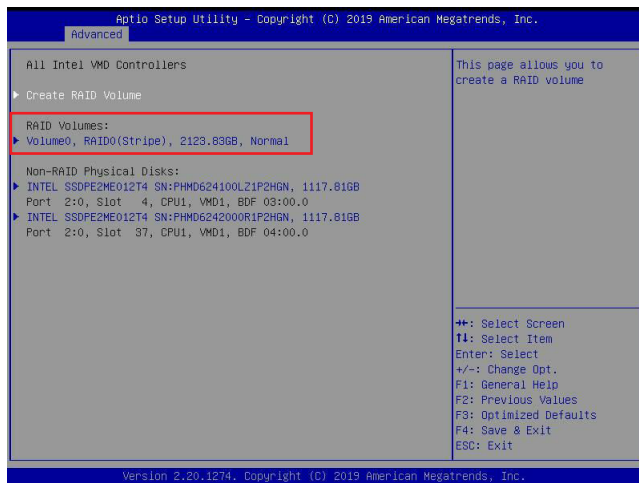 Aptio Setup Utility – Copyright (C) 2019 American Megatrends, Inc.
Advanced
All Intel VMD Controllers
Create RAID Volume
RAID Volumes:
Volume0, RAID0(Stripe), 2123.83GB, Normal
Non-RAID Physical Disks:
INTEL SSDPE2ME012T4 SN:PHMD624100LZ1P2HGN, 1117.81GB
Port 2:0, Slot 4, CPU1, VMD1, BDF 03:00.0
INTEL SSDPE2ME012T4 SN:PHMD6242000R1P2HGN, 1117.81GB
Port 2:0, Slot 37, CPU1, VMD1, BDF 04:00.0
This page allows you to
create a RAID volume
→←: Select Screen
↑↓: Select Item
Enter: Select
+/-: Change Opt.
F1: General Help
F2: Previous Values
F3: Optimized Defaults
F4: Save & Exit
ESC: Exit
Version 2.20.1274. Copyright (C) 2019 American Megatrends, Inc.